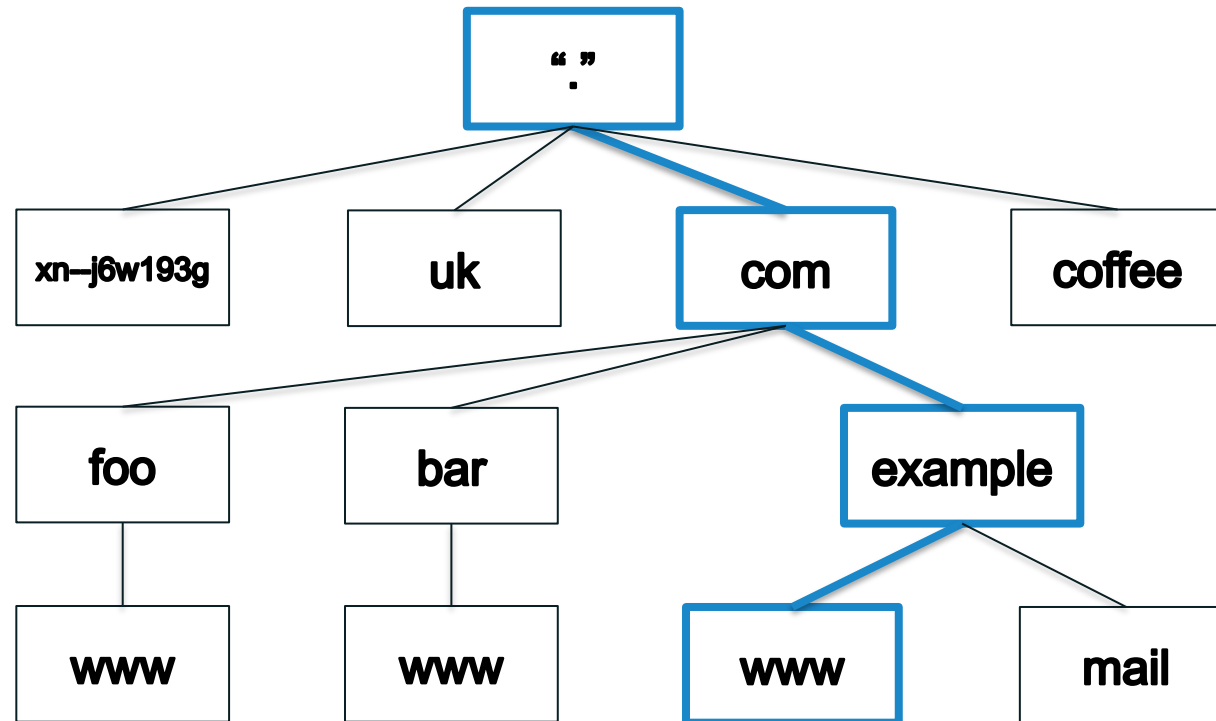 “.”
xn--j6w193g
uk
com
coffee
foo
bar
example
www
www
www
mail